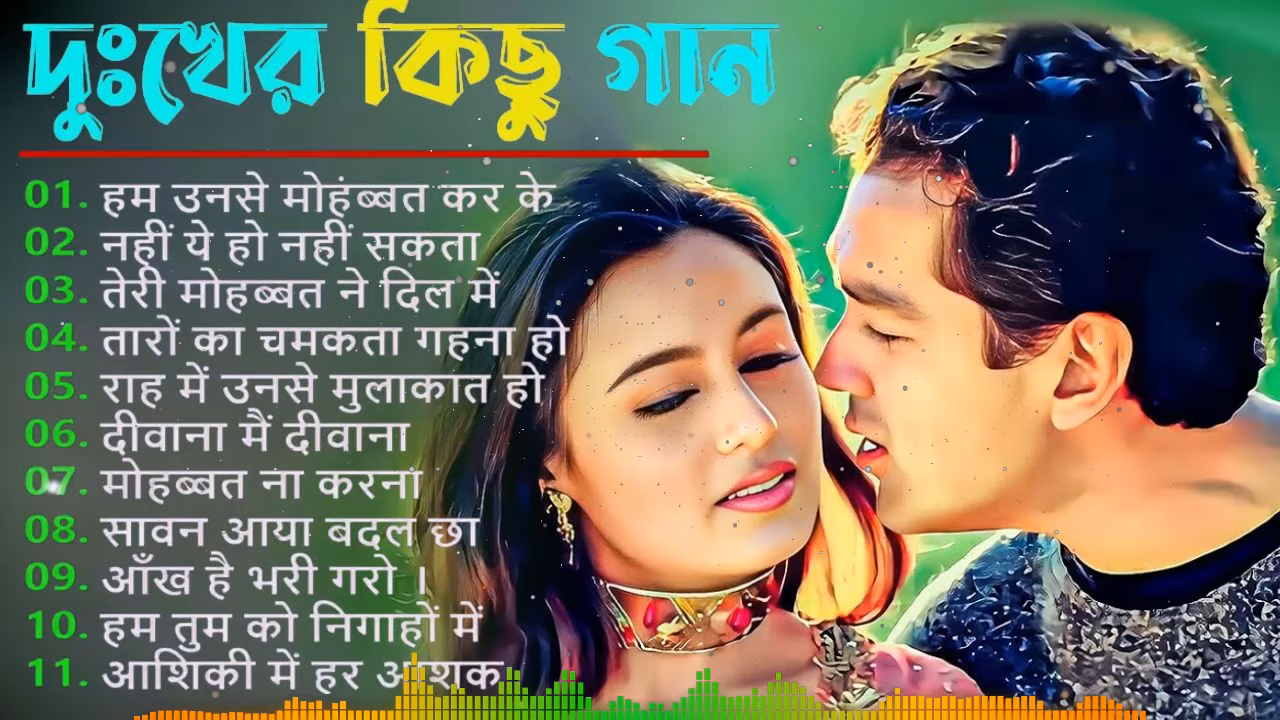 দুঃখের কিছু গান
01. हम उनसे मोहंब्बत कर के
02. नहीं ये हो नहीं सकता
03. तेरी मोहब्बत ने दिल में
04. तारों का चमकता गहना हो
05. राह में उनसे मुलाकात हो
06. दीवाना मैं दीवाना
07. मोहब्बत ना करना
08. सावन आया बदल छा
09. आँख है भरी गरो ।
10. हम तुम को निगाहों में
11. आशिकी में हर